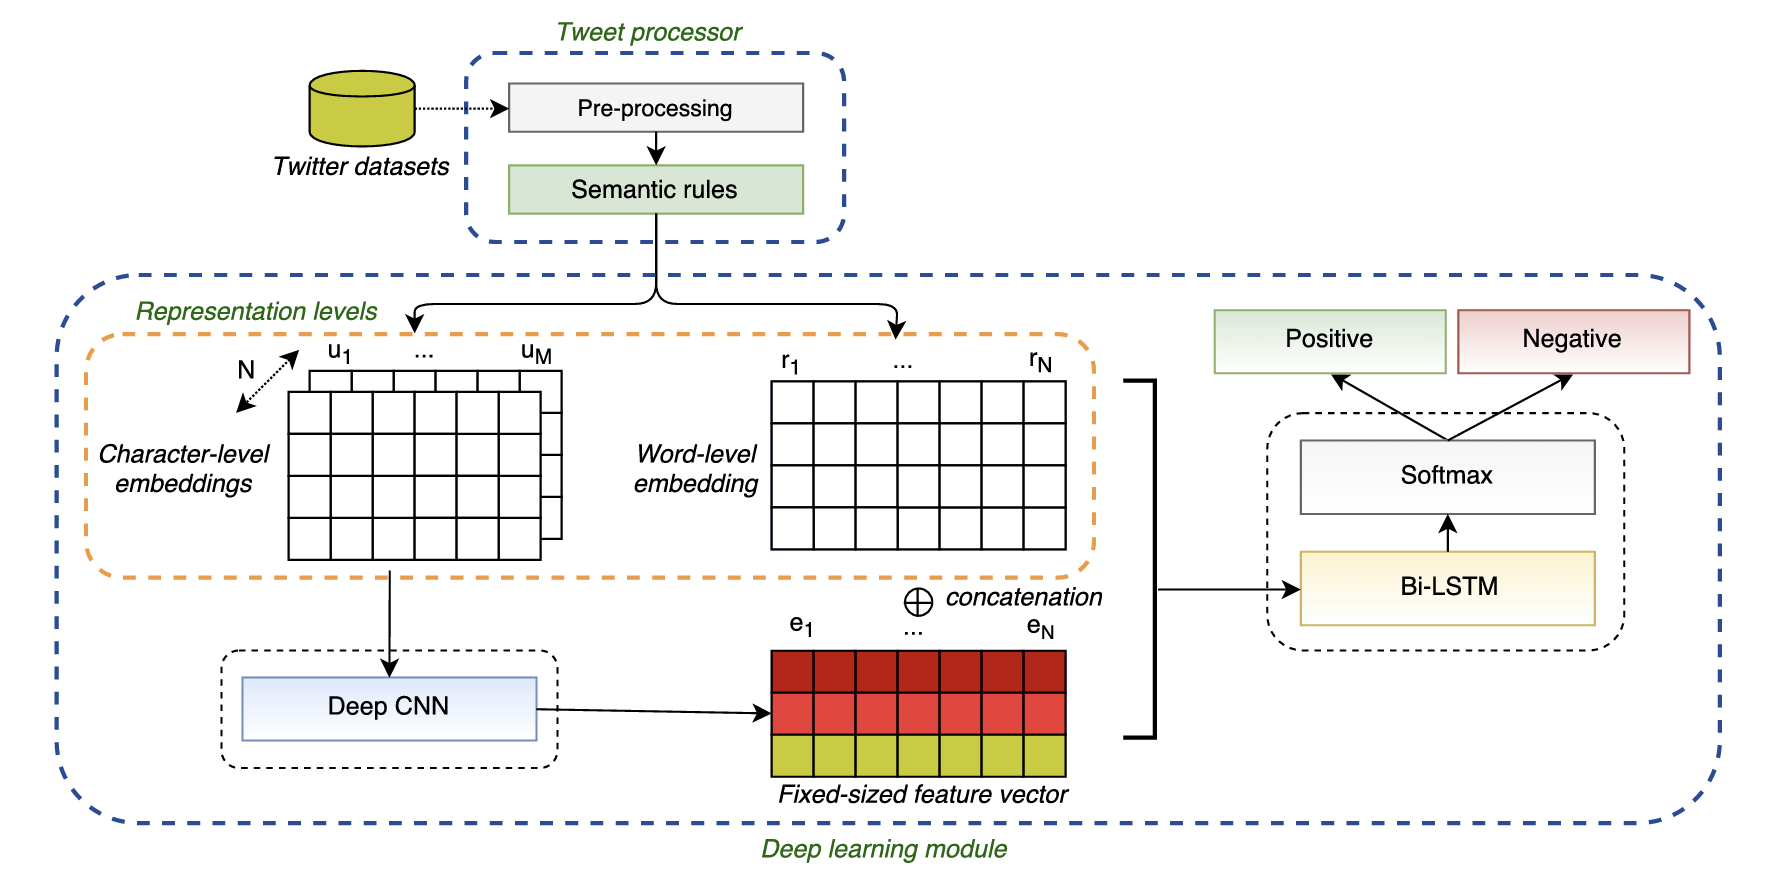 Tweet processor
Pre-processing
Twitter datasets
Semantic rules
Representation levels
N
u1 ... uM
r1 ... rN
Character-level
embeddings
Word-level
embedding
Positive
Negative
Softmax
Bi-LSTM
concatenation
e1 ... eN
Deep CNN
Fixed-sized feature vector
Deep learning module